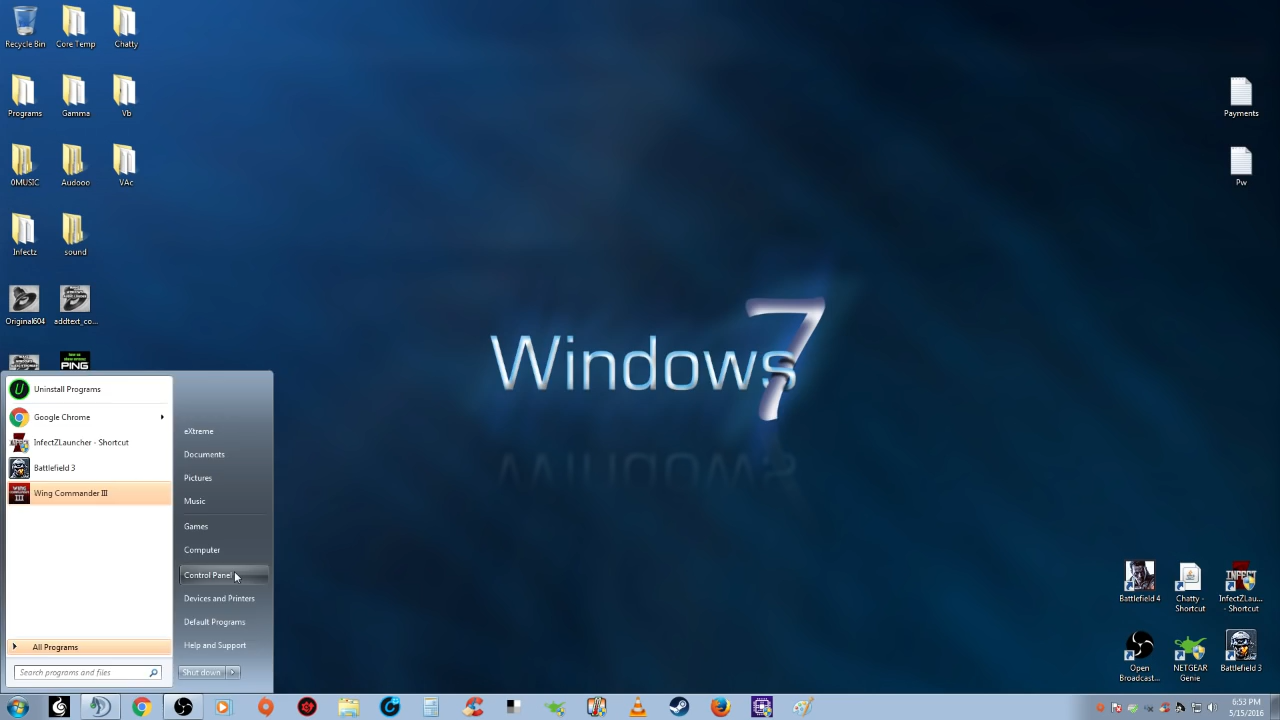 Recycle Bin
Core Temp
Chatty
Programs
Gamma
Vb
0MUSIC
Audooo
VAc
Infectz
sound
Original604
addtext_co...
PING
Payments
Pw
Windows 7
Uninstall Programs
Google Chrome
InfectZLauncher - Shortcut
Battlefield 3
Wing Commander III
All Programs
Search programs and files
eXtreme
Documents
Pictures
Music
Games
Computer
Control Panel
Devices and Printers
Default Programs
Help and Support
Shut down
Battlefield 4
Chatty -
Shortcut
InfectZLau...
- Shortcut
Open
Broadcast...
NETGEAR
Genie
Battlefield 3
6:53 PM
5/15/2016